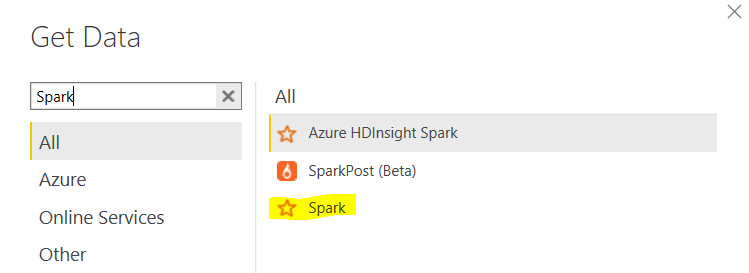 Get Data
Spark
All
Azure
Online Services
Other
All
Azure HDInsight Spark
SparkPost (Beta)
Spark